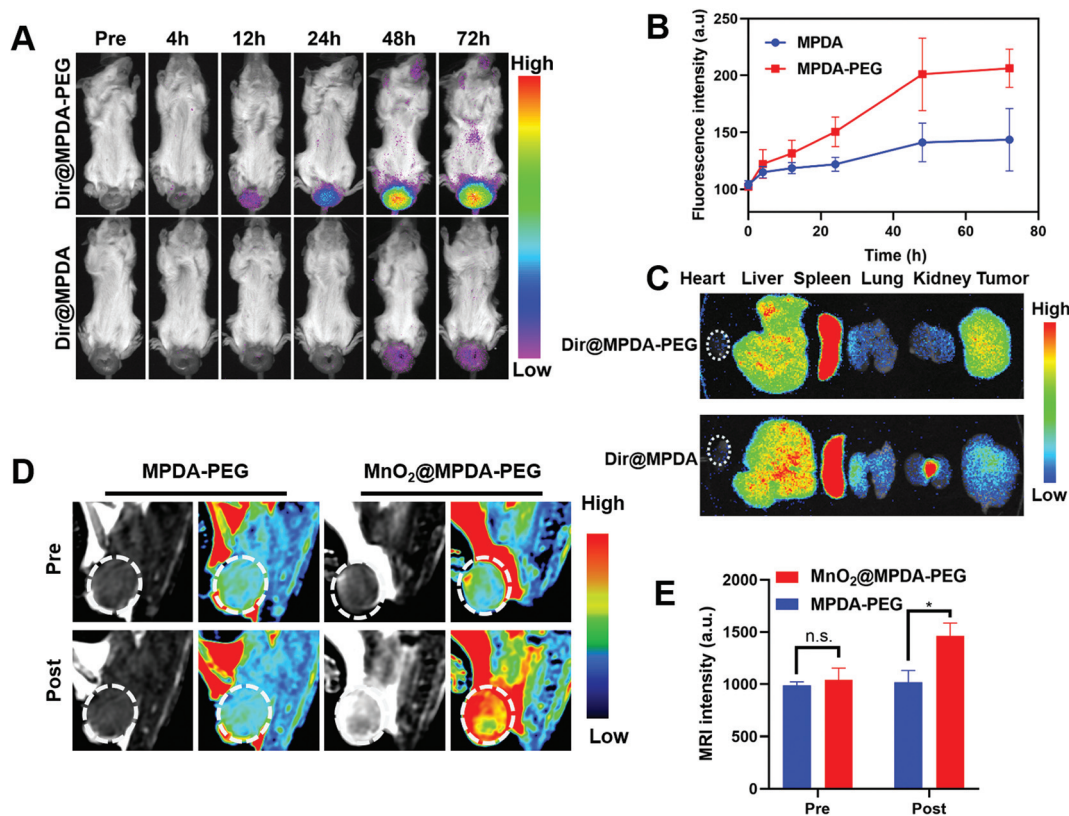 A
Pre 4h 12h 24h 48h 72h
Dir@MPDA-PEG
Dir@MPDA
High
Low
B
Fluorescence intensity (a.u)
250
200
150
100
MPDA
MPDA-PEG
0 20 40 60 80
Time (h)
C
Heart Liver Spleen Lung Kidney Tumor
Dir@MPDA-PEG
Dir@MPDA
High
Low
D
MPDA-PEG MnO₂@MPDA-PEG
Pre
Post
High
Low
E
MRI intensity (a.u.)
2000
1500
1000
500
0
MnO₂@MPDA-PEG
MPDA-PEG
n.s.
*
Pre Post